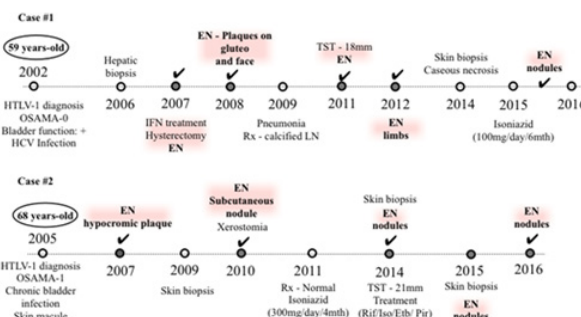 Case #1
59 years-old
EN - Plaques on
gluteo
and face
Hepatic
biopsis
TST - 18mm
EN
Skin biopsis
Caseous necrosis
EN
nodules
2002
2006
2007
2008
2009
2011
2012
2014
2015
HTLV-1 diagnosis
OSAMA-0
Bladder function: +
HCV Infection
IFN treatment
Hysterectomy
EN
Pneumonia
Rx - calcified LN
EN
limbs
Isoniazid
(100mg/day/6mth)
Case #2
68 years-old
EN
hypocromic plaque
EN
Subcutaneous
nodule
Xerostomia
Skin biopsis
EN
nodules
EN
nodules
2005
2007
2009
2010
2011
2014
2015
2016
HTLV-1 diagnosis
OSAMA-1
Chronic bladder
infection
Skin macule
Skin biopsis
Rx - Normal
Isoniazid
(300mg/day/4mth)
TST - 21mm
Treatment
(Rif/Iso/Etb/ Pir)
Skin biopsis
EN
nodules